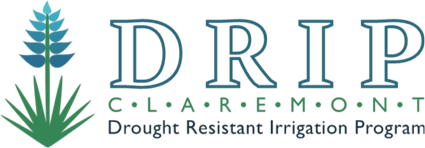 DRIP
C·L·A·R·E·M·O·N·T
Drought Resistant Irrigation Program